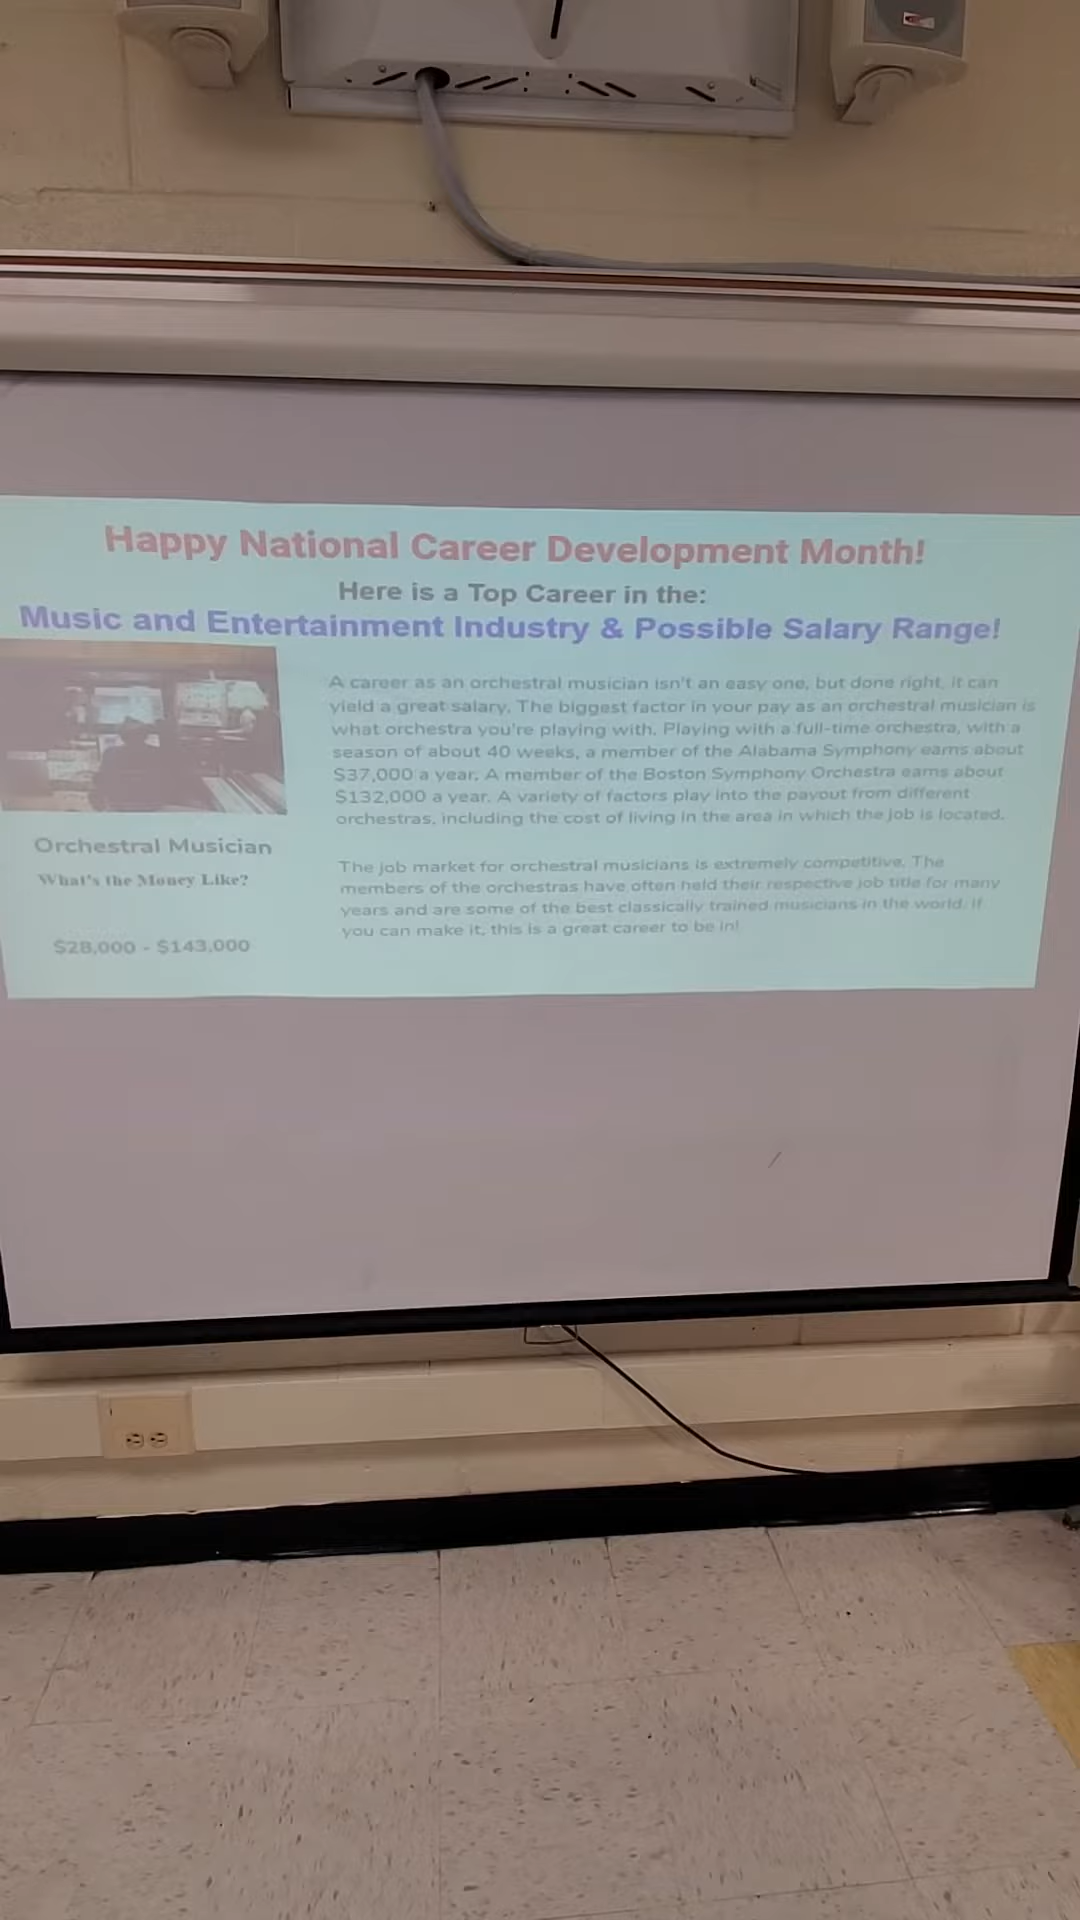 Happy National Career Development Month!
Here is a Top Career in the:
Music and Entertainment Industry & Possible Salary Range!
A career as an orchestral musician isn't an easy one, but done right, it can
yield a great salary. The biggest factor in your pay as an orchestral musician is
what orchestra you're playing with. Playing with a full-time orchestra, with a
season of about 40 weeks, a member of the Alabama Symphony earns about
$37,000 a year. A member of the Boston Symphony Orchestra earns about
$132,000 a year. A variety of factors play into the payout from different
orchestras, including the cost of living in the area in which the job is located.
Orchestral Musician
What's the Money Like?
$28,000 - $143,000
The job market for orchestral musicians is extremely competitive. The
members of the orchestras have often held their respective job title for many
years and are some of the best classically trained musicians in the world. If
you can make it, this is a great career to be in!